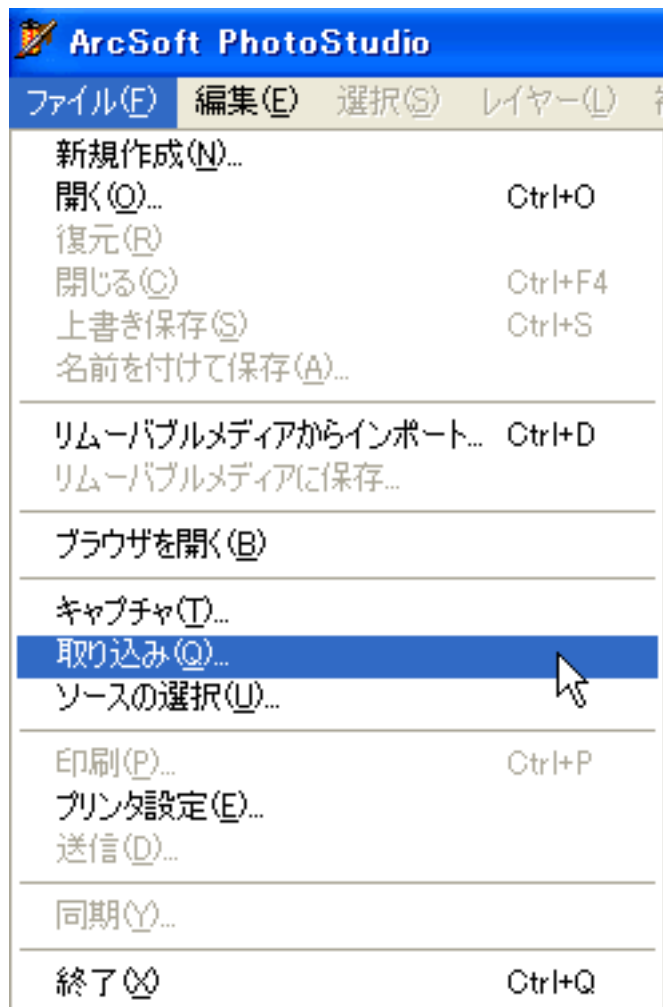 ArcSoft PhotoStudio
ファイル(F) 編集(E) 選択(S) レイヤー(L)
新規作成(N)...
開く(O)... Ctrl+O
復元(R)
閉じる(C) Ctrl+F4
上書き保存(S) Ctrl+S
名前を付けて保存(A)...
リムーバブルメディアからインポート... Ctrl+D
リムーバブルメディアに保存...
ブラウザを開く(B)
キャプチャ(T)...
取り込み(Q)...
ソースの選択(U)...
印刷(P)... Ctrl+P
プリンタ設定(E)...
送信(D)...
同期(Y)...
終了(X) Ctrl+Q